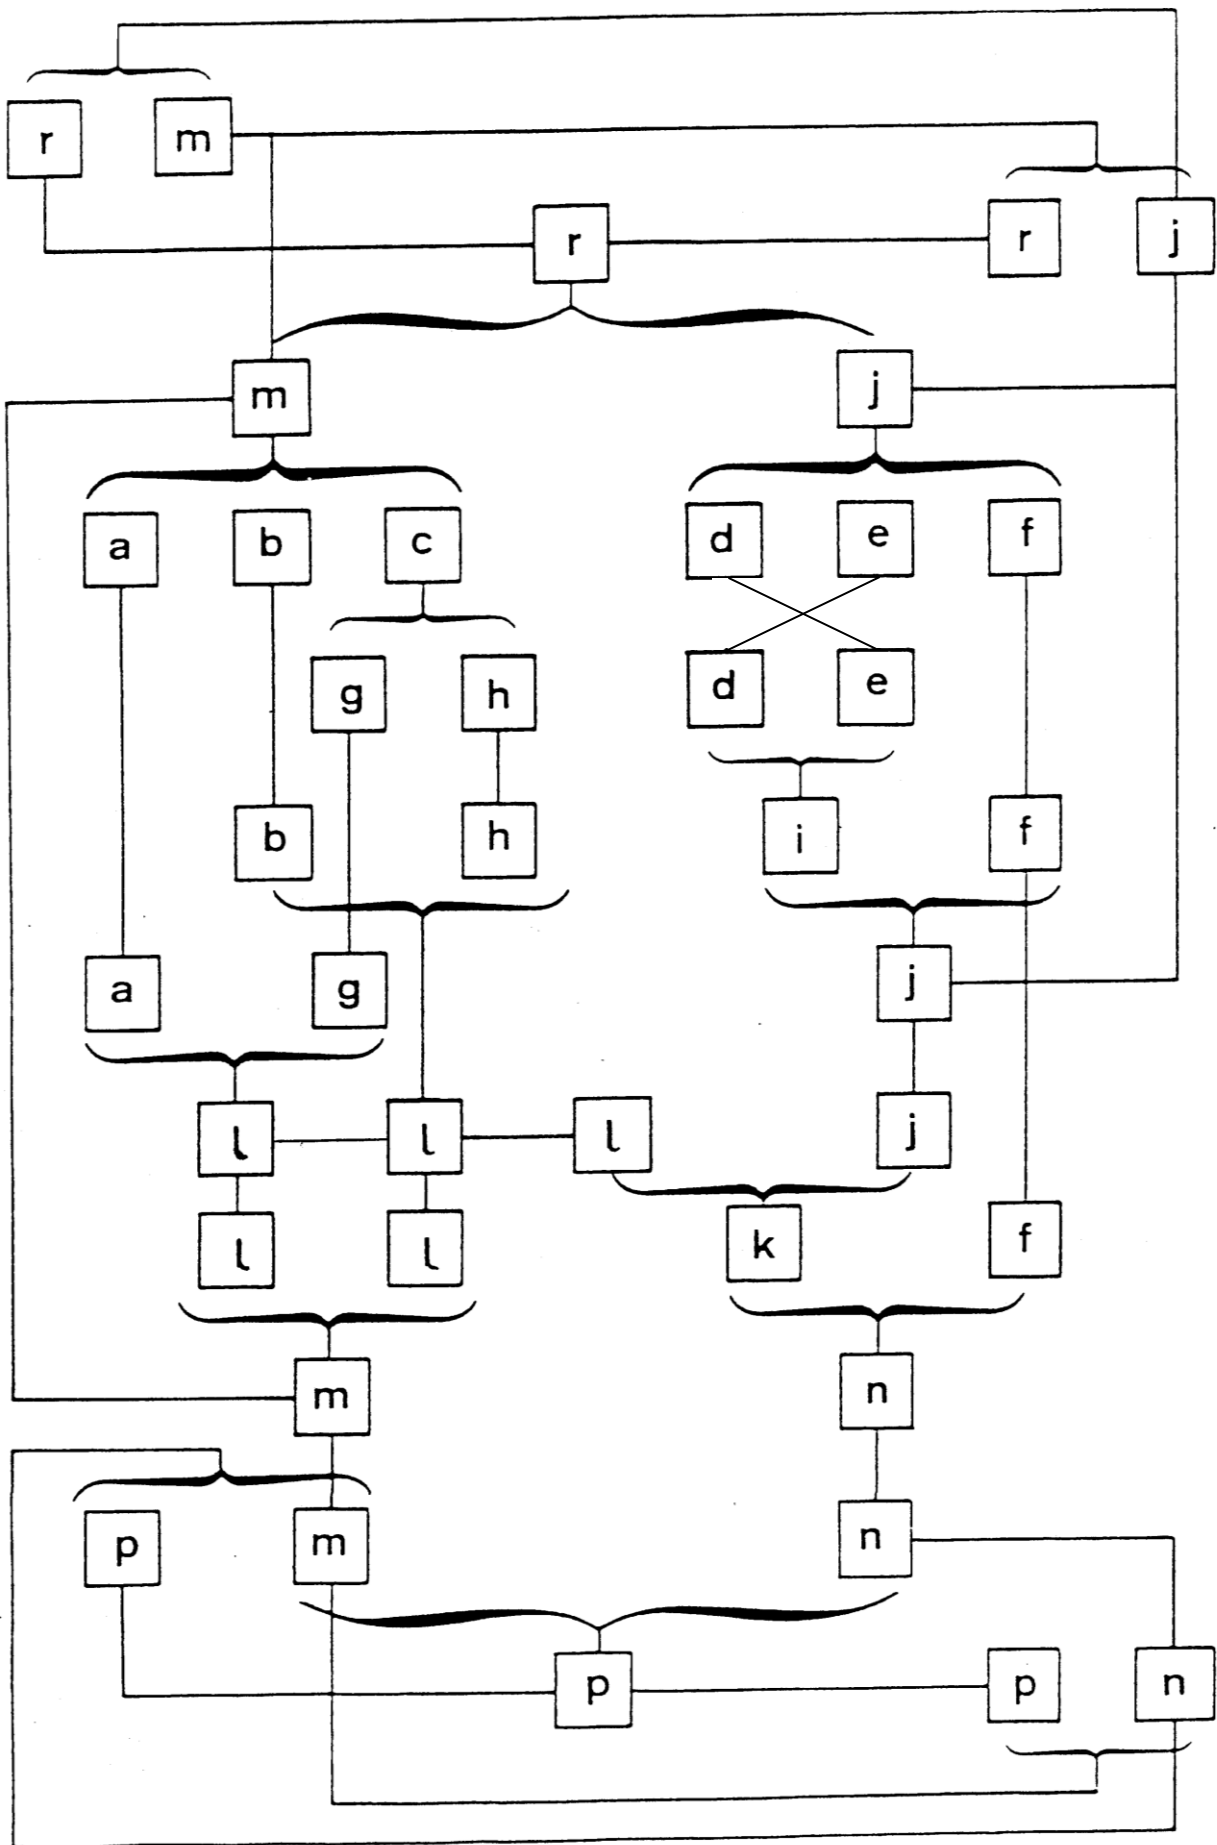 r m
r r j
m j
a b c d e f
g h d e
b h i f
a g j
l l l j
l l k f
m n
p m n
p p n